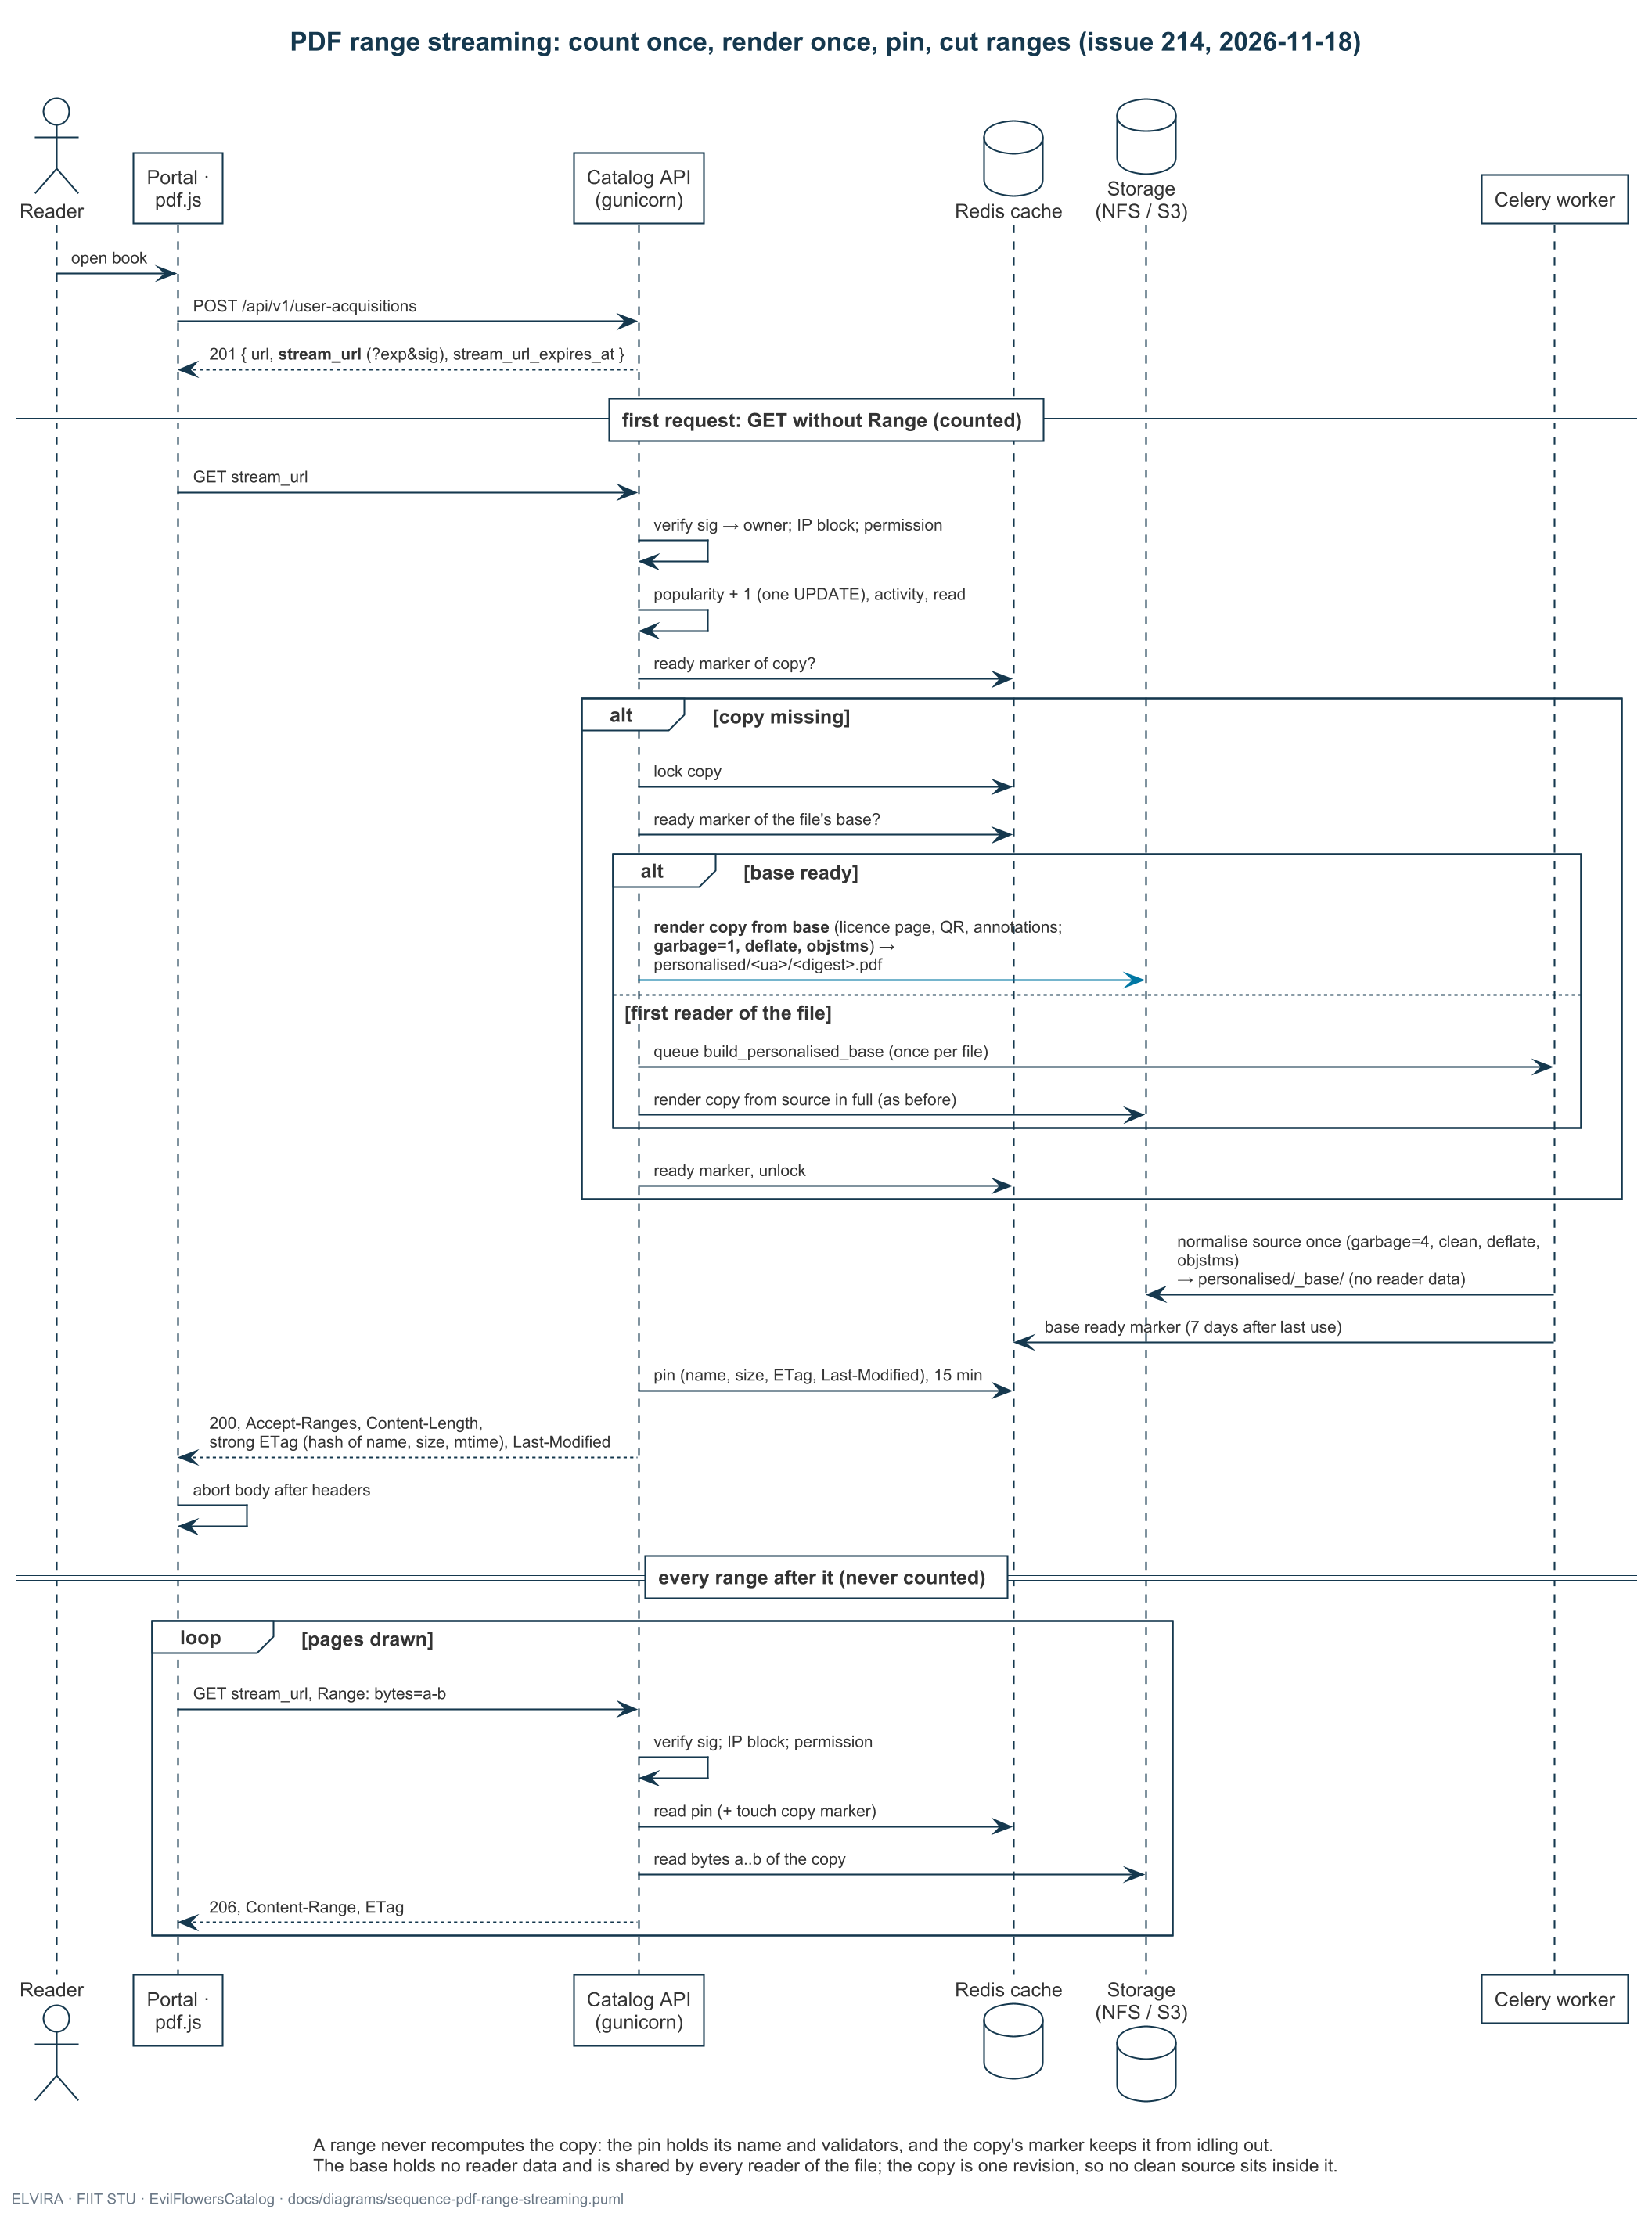 PDF range streaming: count once, render once, pin, cut ranges (issue 214, 2026-11-18)
Reader
Portal ·
pdf.js
Catalog API
(gunicorn)
Redis cache
Storage
(NFS / S3)
Celery worker
open book
POST /api/v1/user-acquisitions
201 { url, stream_url (?exp&sig), stream_url_expires_at }
first request: GET without Range (counted)
GET stream_url
verify sig → owner; IP block; permission
popularity + 1 (one UPDATE), activity, read
ready marker of copy?
alt [copy missing]
lock copy
ready marker of the file's base?
alt [base ready]
render copy from base (licence page, QR, annotations;
garbage=1, deflate, objstms) →
personalised/<ua>/<digest>.pdf
[first reader of the file]
queue build_personalised_base (once per file)
render copy from source in full (as before)
ready marker, unlock
normalise source once (garbage=4, clean, deflate,
objstms)
→ personalised/_base/ (no reader data)
base ready marker (7 days after last use)
pin (name, size, ETag, Last-Modified), 15 min
200, Accept-Ranges, Content-Length,
strong ETag (hash of name, size, mtime), Last-Modified
abort body after headers
every range after it (never counted)
loop [pages drawn]
GET stream_url, Range: bytes=a-b
verify sig; IP block; permission
read pin (+ touch copy marker)
read bytes a..b of the copy
206, Content-Range, ETag
Reader
Portal ·
pdf.js
Catalog API
(gunicorn)
Redis cache
Storage
(NFS / S3)
Celery worker
A range never recomputes the copy: the pin holds its name and validators, and the copy's marker keeps it from idling out.
The base holds no reader data and is shared by every reader of the file; the copy is one revision, so no clean source sits inside it.
ELVIRA · FIIT STU · EvilFlowersCatalog · docs/diagrams/sequence-pdf-range-streaming.puml